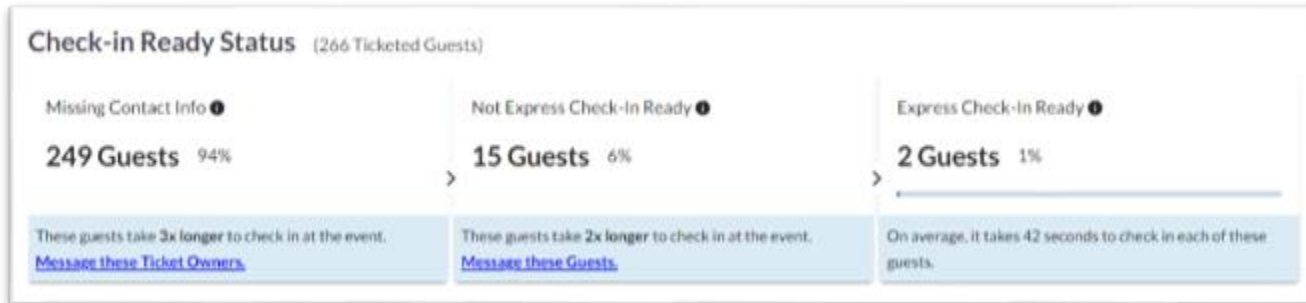 Check-in Ready Status (266 Ticketed Guests)
Missing Contact Info
249 Guests 94%
These guests take 3x longer to check in at the event.
Message these Ticket Owners.
Not Express Check-In Ready
15 Guests 6%
These guests take 2x longer to check in at the event.
Message these Guests.
Express Check-In Ready
2 Guests 1%
On average, it takes 42 seconds to check in each of these
guests.